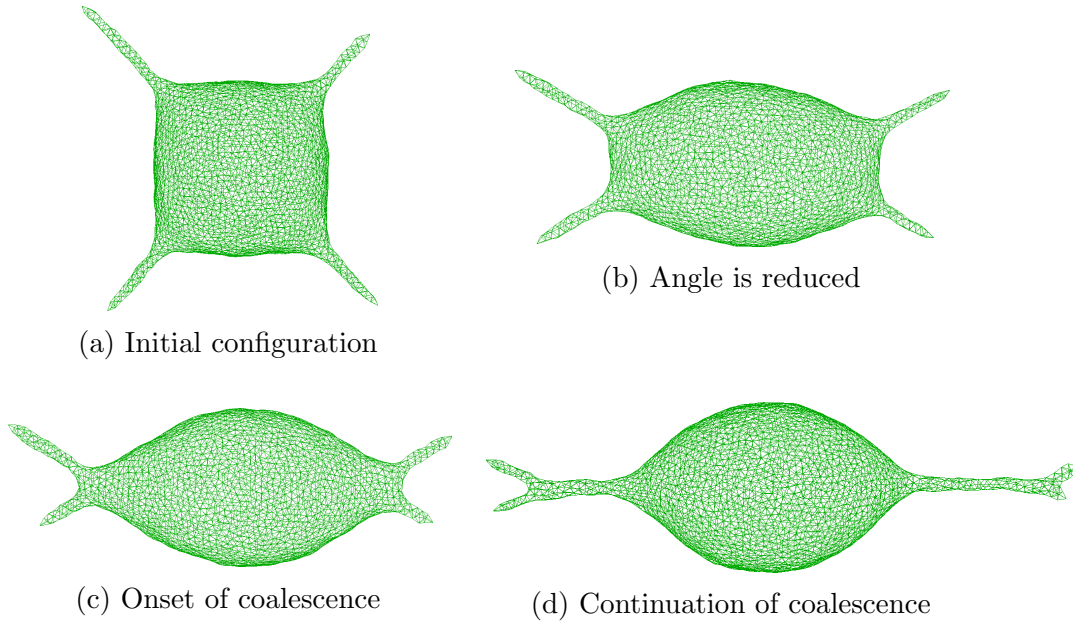 (a) Initial configuration
(b) Angle is reduced
(c) Onset of coalescence
(d) Continuation of coalescence